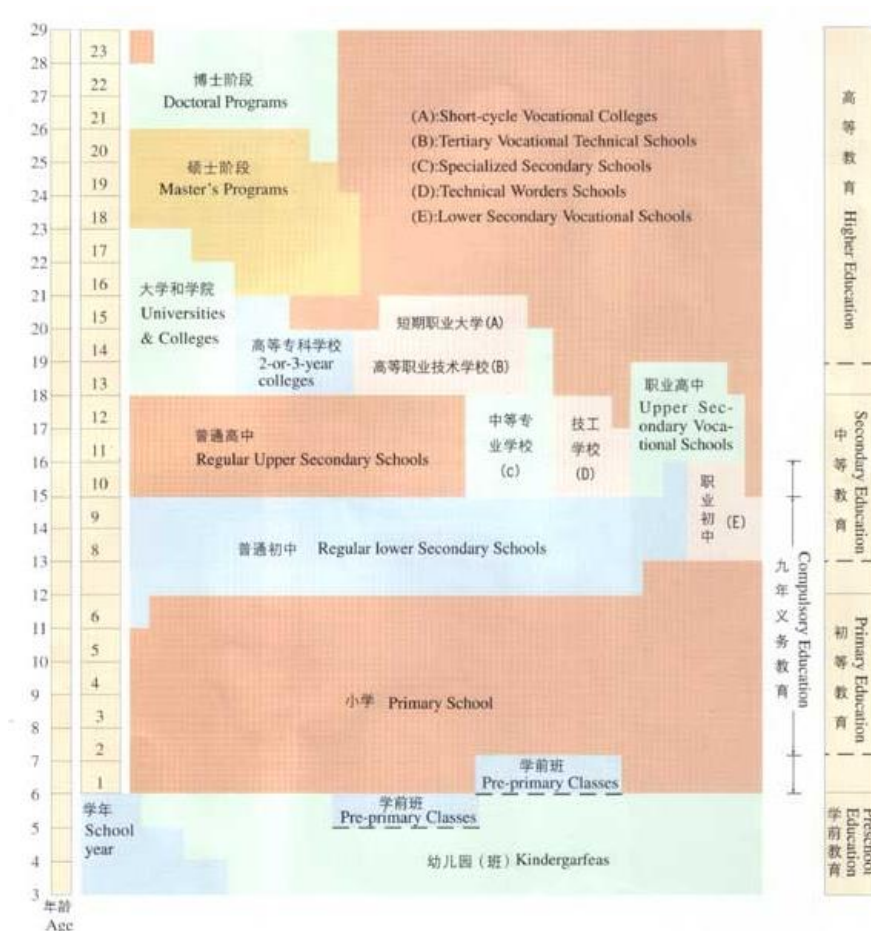 29
28
27
26
25
24
23
22
21
20
19
18
17
16
15
14
13
12
11
10
9
8
7
6
5
4
3
年龄
Age
23
22
21
20
19
18
17
16
15
14
13
12
11
10
9
8
6
5
4
3
2
1
学年
School
year
博士阶段
Doctoral Programs
硕士阶段
Master's Programs
(A):Short-cycle Vocational Colleges
(B):Tertiary Vocational Technical Schools
(C):Specialized Secondary Schools
(D):Technical Worders Schools
(E):Lower Secondary Vocational Schools
大学和学院
Universities
& Colleges
高等专科学校
2-or-3-year
colleges
短期职业大学(A)
高等职业技术学校(B)
职业高中
Upper Sec-
ondary Voca-
tional Schools
普通高中
Regular Upper Secondary Schools
中等专
业学校
(c)
技工
学校
(D)
职业初中 (E)
普通初中 Regular lower Secondary Schools
小学 Primary School
学前班
Pre-primary Classes
学前班
Pre-primary Classes
幼儿园(班) Kindergarfeas
九年义务教育 Compulsory Education
高等教育 Higher Education
中等教育 Secondary Education
初等教育 Primary Education
学前教育 Preschool Education